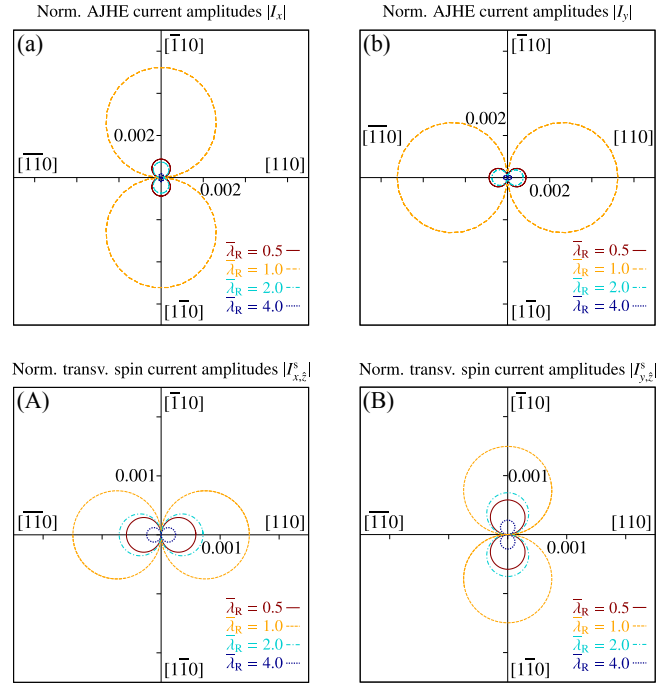 Norm. AJHE current amplitudes |Iₓ|
(a)
[1̅10]
0.002
[1̅1̅0]
[110]
0.002
λ̅_R = 0.5
λ̅_R = 1.0
λ̅_R = 2.0
λ̅_R = 4.0
[11̅0]
Norm. AJHE current amplitudes |I_y|
(b)
[1̅10]
0.002
[1̅1̅0]
[110]
0.002
λ̅_R = 0.5
λ̅_R = 1.0
λ̅_R = 2.0
λ̅_R = 4.0
[11̅0]
Norm. transv. spin current amplitudes |I^s_{x,ẑ}|
(A)
[1̅10]
0.001
[1̅1̅0]
[110]
0.001
λ̅_R = 0.5
λ̅_R = 1.0
λ̅_R = 2.0
λ̅_R = 4.0
[11̅0]
Norm. transv. spin current amplitudes |I^s_{y,ẑ}|
(B)
[1̅10]
0.001
[1̅1̅0]
[110]
0.001
λ̅_R = 0.5
λ̅_R = 1.0
λ̅_R = 2.0
λ̅_R = 4.0
[11̅0]